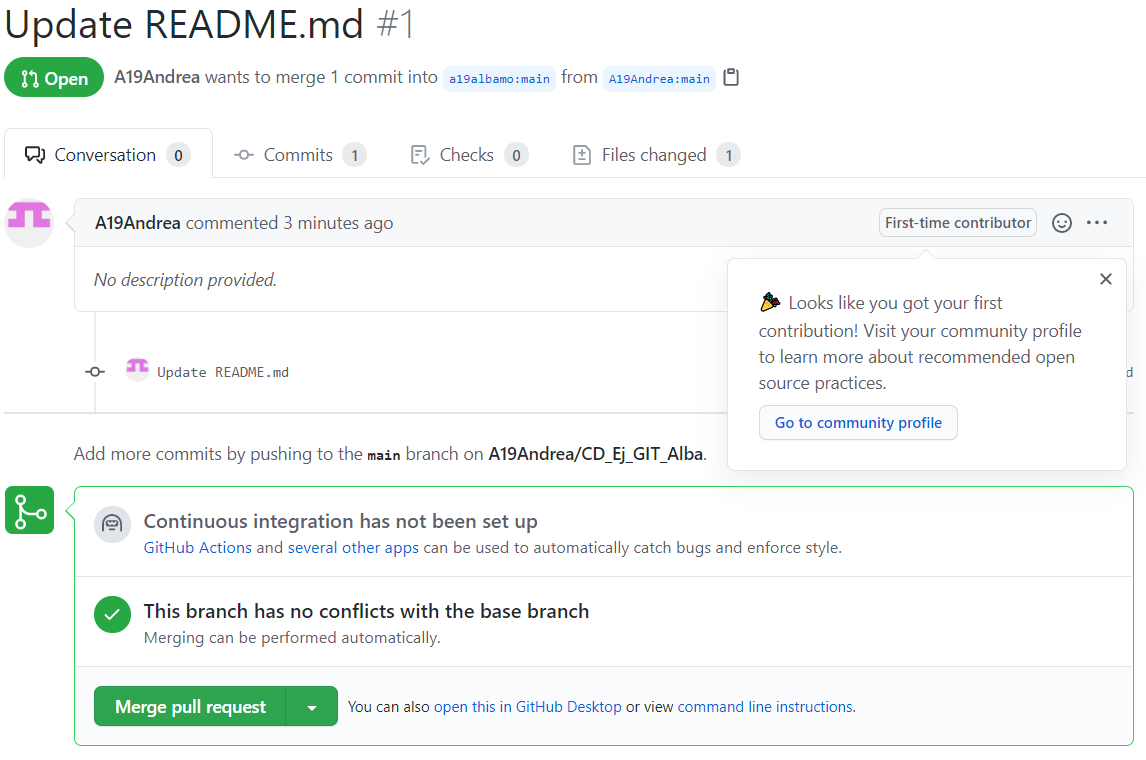 Update README.md #1
Open A19Andrea wants to merge 1 commit into a19albamo:main from A19Andrea:main
Conversation 0 Commits 1 Checks 0 Files changed 1
A19Andrea commented 3 minutes ago First-time contributor
No description provided.
Looks like you got your first
contribution! Visit your community profile
to learn more about recommended open
source practices.
Go to community profile
Update README.md d
Add more commits by pushing to the main branch on A19Andrea/CD_Ej_GIT_Alba.
Continuous integration has not been set up
GitHub Actions and several other apps can be used to automatically catch bugs and enforce style.
This branch has no conflicts with the base branch
Merging can be performed automatically.
Merge pull request You can also open this in GitHub Desktop or view command line instructions.